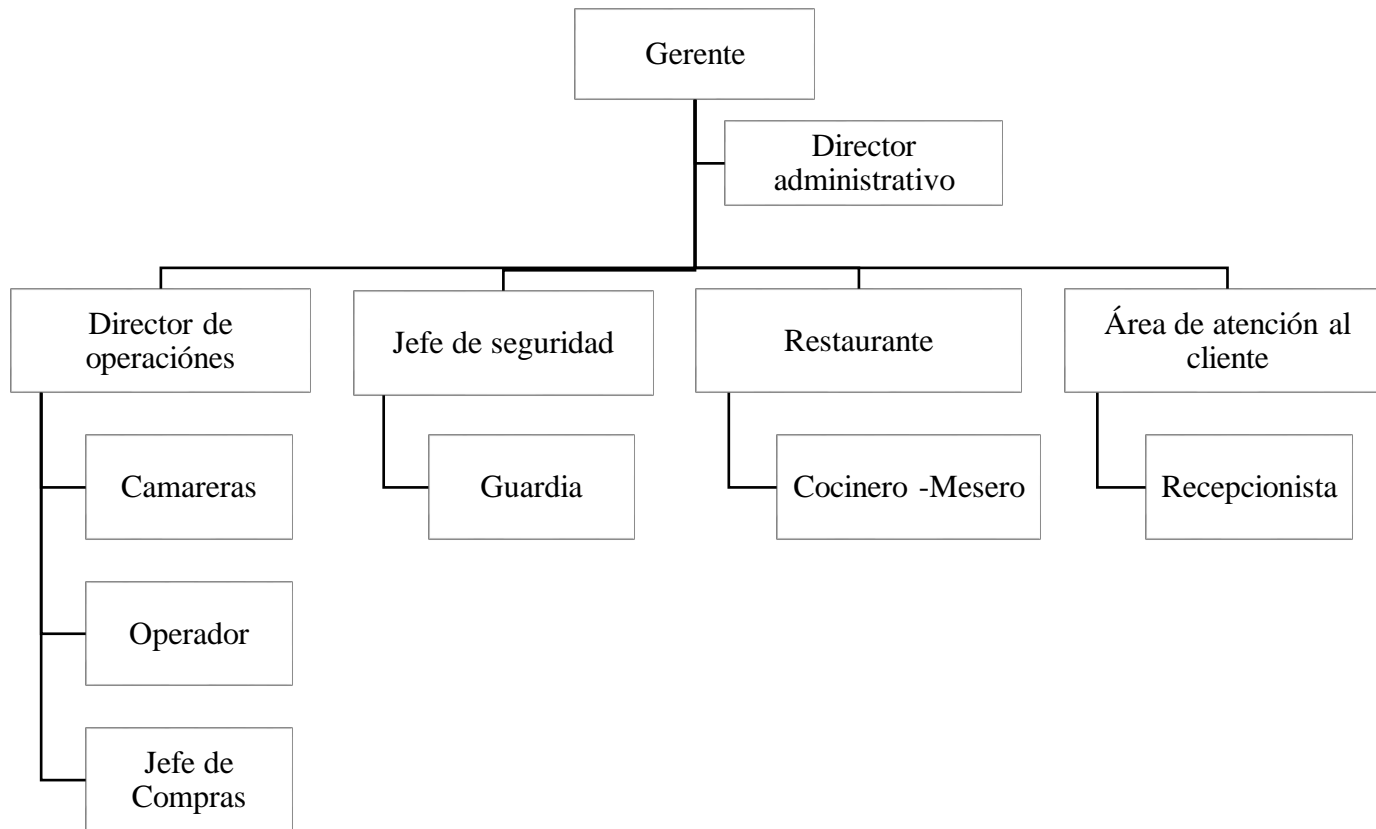 Gerente
Director
administrativo
Director de
operaciónes
Jefe de seguridad
Restaurante
Área de atención al
cliente
Camareras
Guardia
Cocinero -Mesero
Recepcionista
Operador
Jefe de
Compras